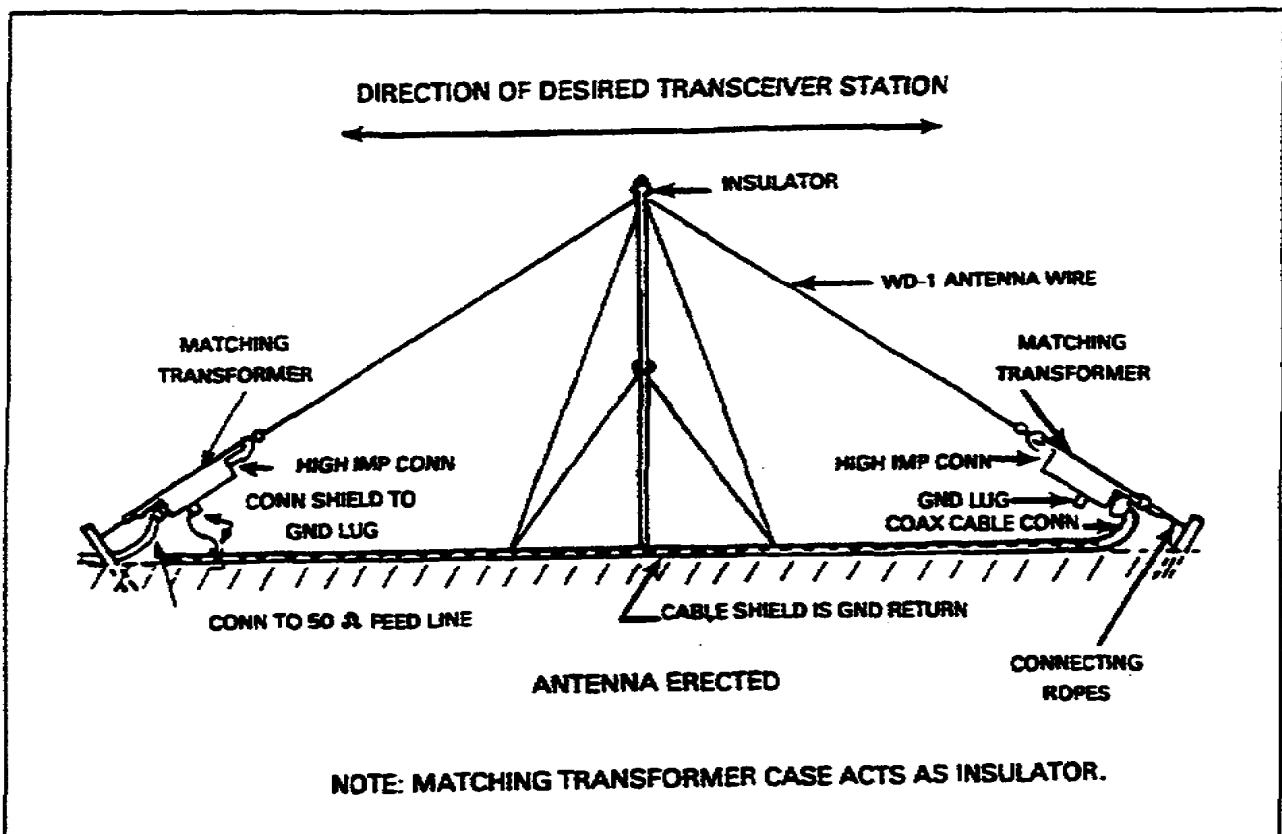 DIRECTION OF DESIRED TRANSCEIVER STATION
INSULATOR
WD-1 ANTENNA WIRE
MATCHING
TRANSFORMER
MATCHING
TRANSFORMER
HIGH IMP CONN
HIGH IMP CONN
CONN SHIELD TO
GND LUG
GND LUG
COAX CABLE CONN
CONN TO 50 Ω FEED LINE
CABLE SHIELD IS GND RETURN
CONNECTING
ROPES
ANTENNA ERECTED
NOTE: MATCHING TRANSFORMER CASE ACTS AS INSULATOR.